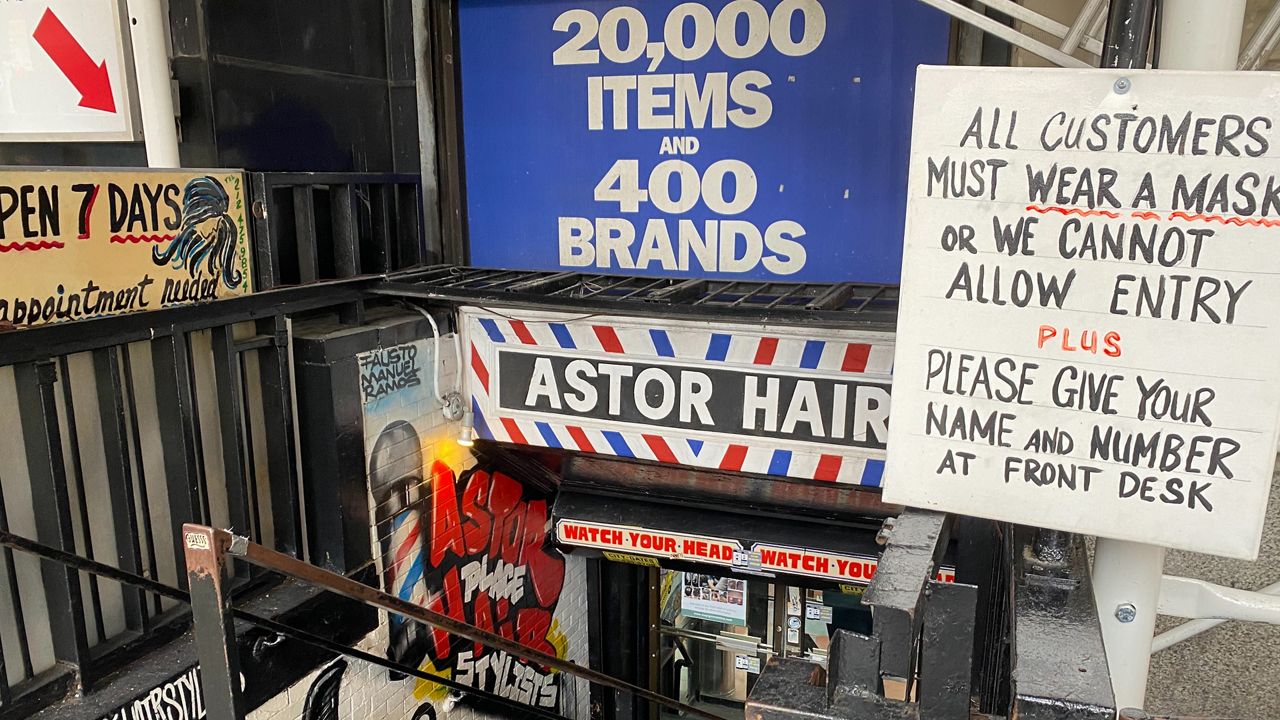 20,000
ITEMS
AND
400
BRANDS
PEN 7 DAYS
appointment needed
ASTOR HAIR
FAUSTO
MANUEL
RAMOS
ASTOR
PLACE
HAIR
STYLISTS
WATCH YOUR HEAD
WATCH YOU
ALL CUSTOMERS
MUST WEAR A MASK
OR WE CANNOT
ALLOW ENTRY
PLUS
PLEASE GIVE YOUR
NAME AND NUMBER
AT FRONT DESK